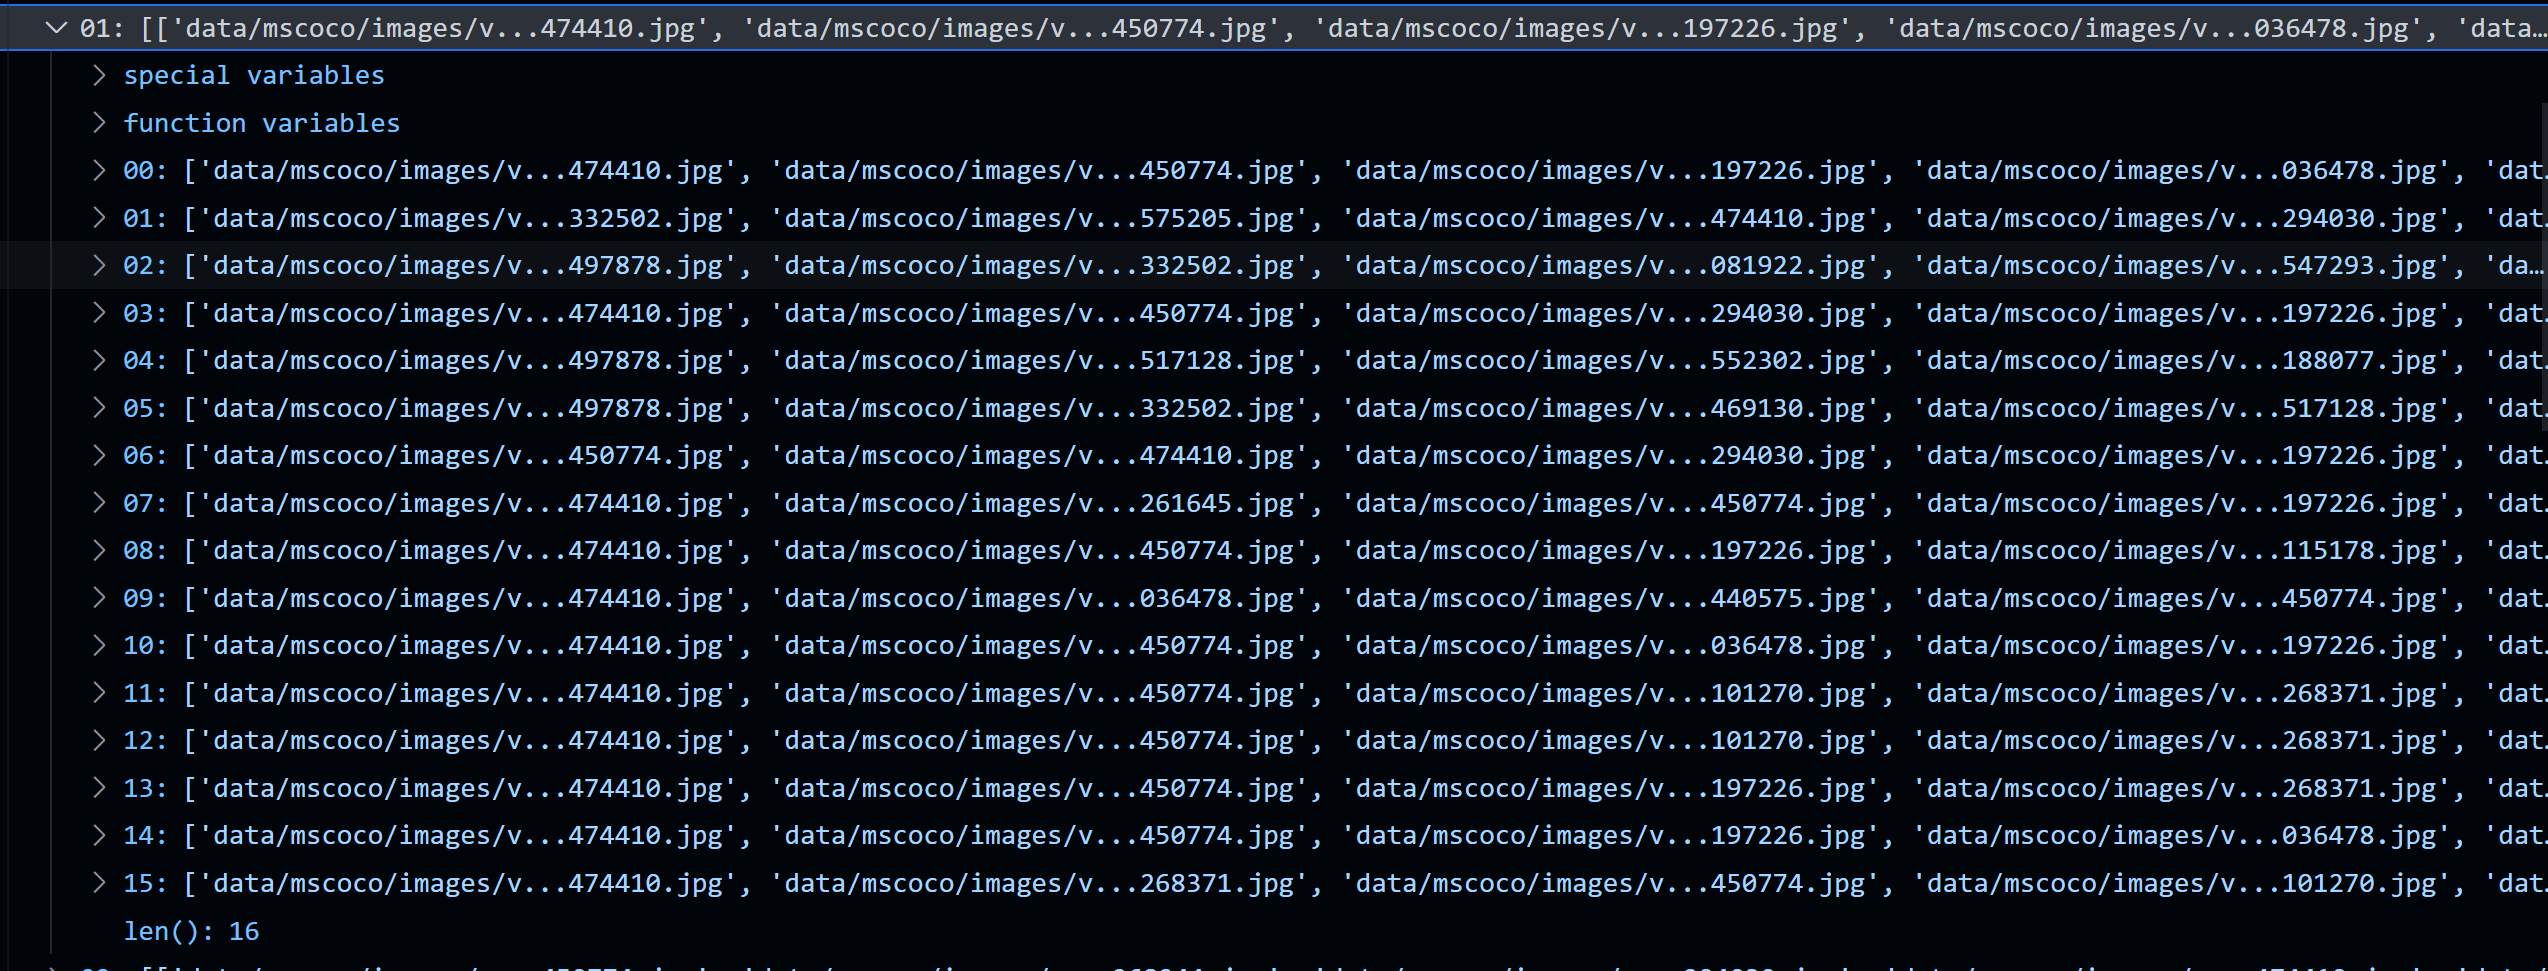 01: [['data/mscoco/images/v...474410.jpg', 'data/mscoco/images/v...450774.jpg', 'data/mscoco/images/v...197226.jpg', 'data/mscoco/images/v...036478.jpg', 'data…
special variables
function variables
00: ['data/mscoco/images/v...474410.jpg', 'data/mscoco/images/v...450774.jpg', 'data/mscoco/images/v...197226.jpg', 'data/mscoco/images/v...036478.jpg', 'dat…
01: ['data/mscoco/images/v...332502.jpg', 'data/mscoco/images/v...575205.jpg', 'data/mscoco/images/v...474410.jpg', 'data/mscoco/images/v...294030.jpg', 'dat…
02: ['data/mscoco/images/v...497878.jpg', 'data/mscoco/images/v...332502.jpg', 'data/mscoco/images/v...081922.jpg', 'data/mscoco/images/v...547293.jpg', 'da…
03: ['data/mscoco/images/v...474410.jpg', 'data/mscoco/images/v...450774.jpg', 'data/mscoco/images/v...294030.jpg', 'data/mscoco/images/v...197226.jpg', 'dat…
04: ['data/mscoco/images/v...497878.jpg', 'data/mscoco/images/v...517128.jpg', 'data/mscoco/images/v...552302.jpg', 'data/mscoco/images/v...188077.jpg', 'dat…
05: ['data/mscoco/images/v...497878.jpg', 'data/mscoco/images/v...332502.jpg', 'data/mscoco/images/v...469130.jpg', 'data/mscoco/images/v...517128.jpg', 'dat…
06: ['data/mscoco/images/v...450774.jpg', 'data/mscoco/images/v...474410.jpg', 'data/mscoco/images/v...294030.jpg', 'data/mscoco/images/v...197226.jpg', 'dat…
07: ['data/mscoco/images/v...474410.jpg', 'data/mscoco/images/v...261645.jpg', 'data/mscoco/images/v...450774.jpg', 'data/mscoco/images/v...197226.jpg', 'dat…
08: ['data/mscoco/images/v...474410.jpg', 'data/mscoco/images/v...450774.jpg', 'data/mscoco/images/v...197226.jpg', 'data/mscoco/images/v...115178.jpg', 'dat…
09: ['data/mscoco/images/v...474410.jpg', 'data/mscoco/images/v...036478.jpg', 'data/mscoco/images/v...440575.jpg', 'data/mscoco/images/v...450774.jpg', 'dat…
10: ['data/mscoco/images/v...474410.jpg', 'data/mscoco/images/v...450774.jpg', 'data/mscoco/images/v...036478.jpg', 'data/mscoco/images/v...197226.jpg', 'dat…
11: ['data/mscoco/images/v...474410.jpg', 'data/mscoco/images/v...450774.jpg', 'data/mscoco/images/v...101270.jpg', 'data/mscoco/images/v...268371.jpg', 'dat…
12: ['data/mscoco/images/v...474410.jpg', 'data/mscoco/images/v...450774.jpg', 'data/mscoco/images/v...101270.jpg', 'data/mscoco/images/v...268371.jpg', 'dat…
13: ['data/mscoco/images/v...474410.jpg', 'data/mscoco/images/v...450774.jpg', 'data/mscoco/images/v...197226.jpg', 'data/mscoco/images/v...268371.jpg', 'dat…
14: ['data/mscoco/images/v...474410.jpg', 'data/mscoco/images/v...450774.jpg', 'data/mscoco/images/v...197226.jpg', 'data/mscoco/images/v...036478.jpg', 'dat…
15: ['data/mscoco/images/v...474410.jpg', 'data/mscoco/images/v...268371.jpg', 'data/mscoco/images/v...450774.jpg', 'data/mscoco/images/v...101270.jpg', 'dat…
len(): 16